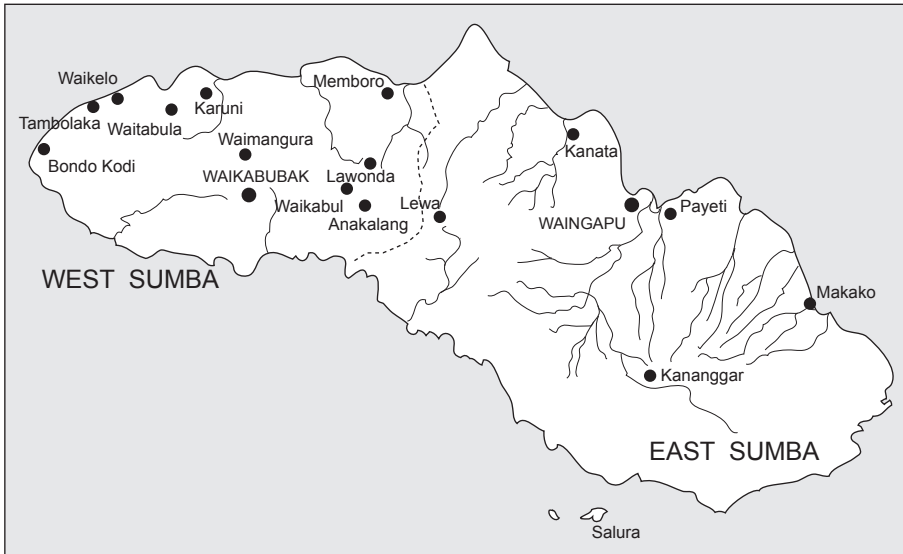 Waikelo
Memboro
Karuni
Tambolaka
Waitabula
Waimangura
Kanata
Bondo Kodi
WAIKABUBAK
Lawonda
Waikabul
Lewa
Anakalang
WAINGAPU
Payeti
WEST SUMBA
Makako
Kananggar
EAST SUMBA
Salura